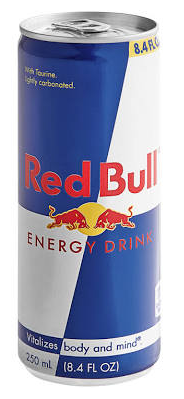 8.4 FL O
With Taurine.
Lightly carbonated.
Red Bull
ENERGY DRINK
Vitalizes body and mind
250 mL (8.4 FL OZ)